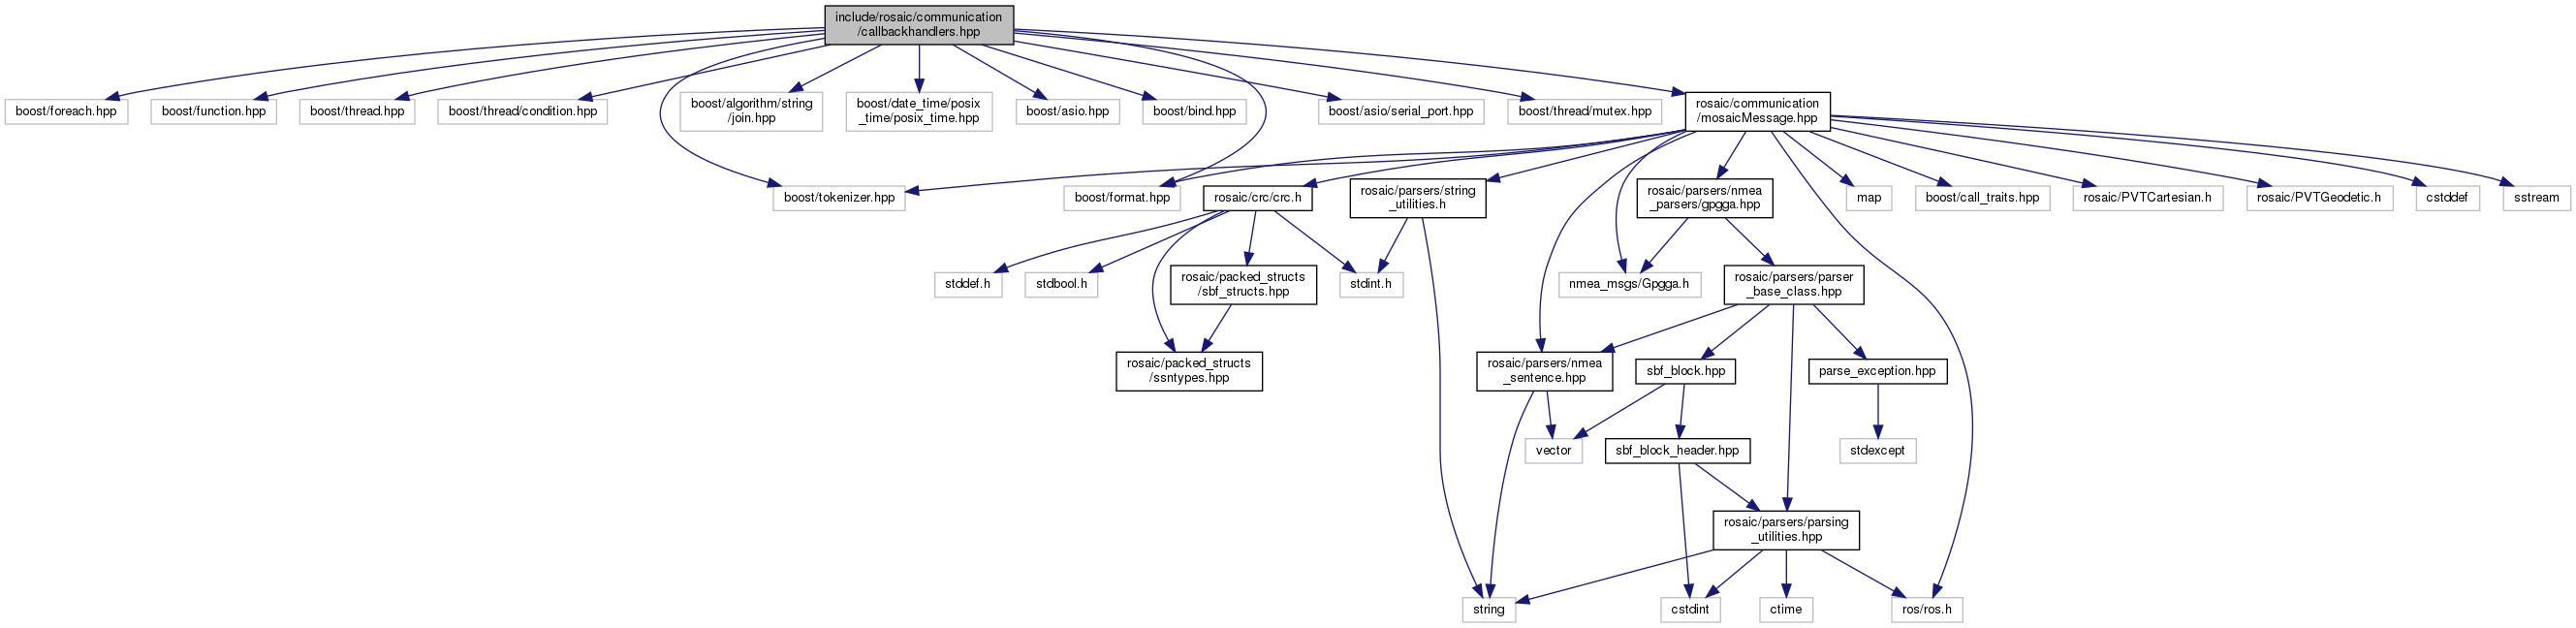 include/rosaic/communication
/callbackhandlers.hpp
boost/foreach.hpp
boost/function.hpp
boost/thread.hpp
boost/thread/condition.hpp
boost/algorithm/string
/join.hpp
boost/date_time/posix
_time/posix_time.hpp
boost/asio.hpp
boost/bind.hpp
boost/asio/serial_port.hpp
boost/thread/mutex.hpp
rosaic/communication
/mosaicMessage.hpp
boost/tokenizer.hpp
boost/format.hpp
rosaic/crc/crc.h
rosaic/parsers/string
_utilities.h
rosaic/parsers/nmea
_parsers/gpgga.hpp
map
boost/call_traits.hpp
rosaic/PVTCartesian.h
rosaic/PVTGeodetic.h
cstddef
sstream
stddef.h
stdbool.h
rosaic/packed_structs
/sbf_structs.hpp
stdint.h
nmea_msgs/Gpgga.h
rosaic/parsers/parser
_base_class.hpp
rosaic/packed_structs
/ssntypes.hpp
rosaic/parsers/nmea
_sentence.hpp
sbf_block.hpp
parse_exception.hpp
vector
sbf_block_header.hpp
stdexcept
rosaic/parsers/parsing
_utilities.hpp
string
cstdint
ctime
ros/ros.h